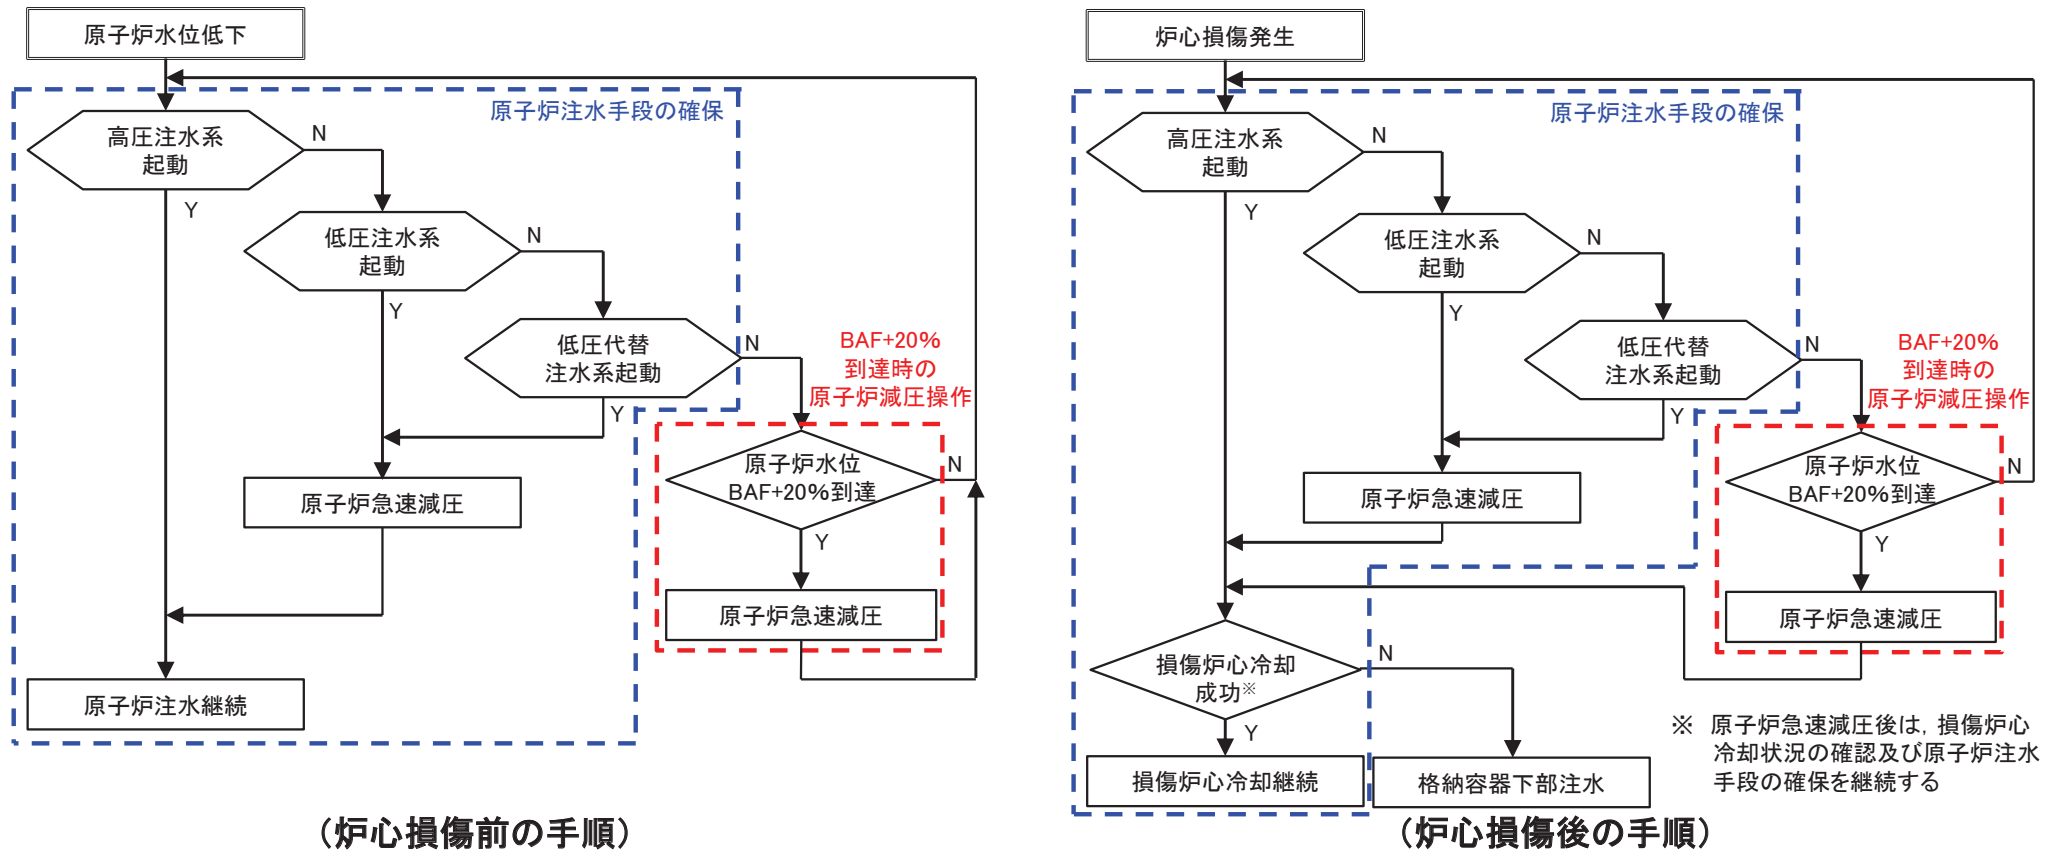 原子炉水位低下
原子炉注水手段の確保
高圧注水系
起動
N
Y
低圧注水系
起動
N
Y
低圧代替
注水系起動
N
Y
BAF+20%
到達時の
原子炉減圧操作
原子炉水位
BAF+20%到達
N
Y
原子炉急速減圧
原子炉急速減圧
原子炉注水継続
（炉心損傷前の手順）
炉心損傷発生
原子炉注水手段の確保
高圧注水系
起動
N
Y
低圧注水系
起動
N
Y
低圧代替
注水系起動
N
Y
BAF+20%
到達時の
原子炉減圧操作
原子炉水位
BAF+20%到達
N
Y
原子炉急速減圧
原子炉急速減圧
損傷炉心冷却
成功※
N
Y
損傷炉心冷却継続
格納容器下部注水
※ 原子炉急速減圧後は，損傷炉心
冷却状況の確認及び原子炉注水
手段の確保を継続する
（炉心損傷後の手順）